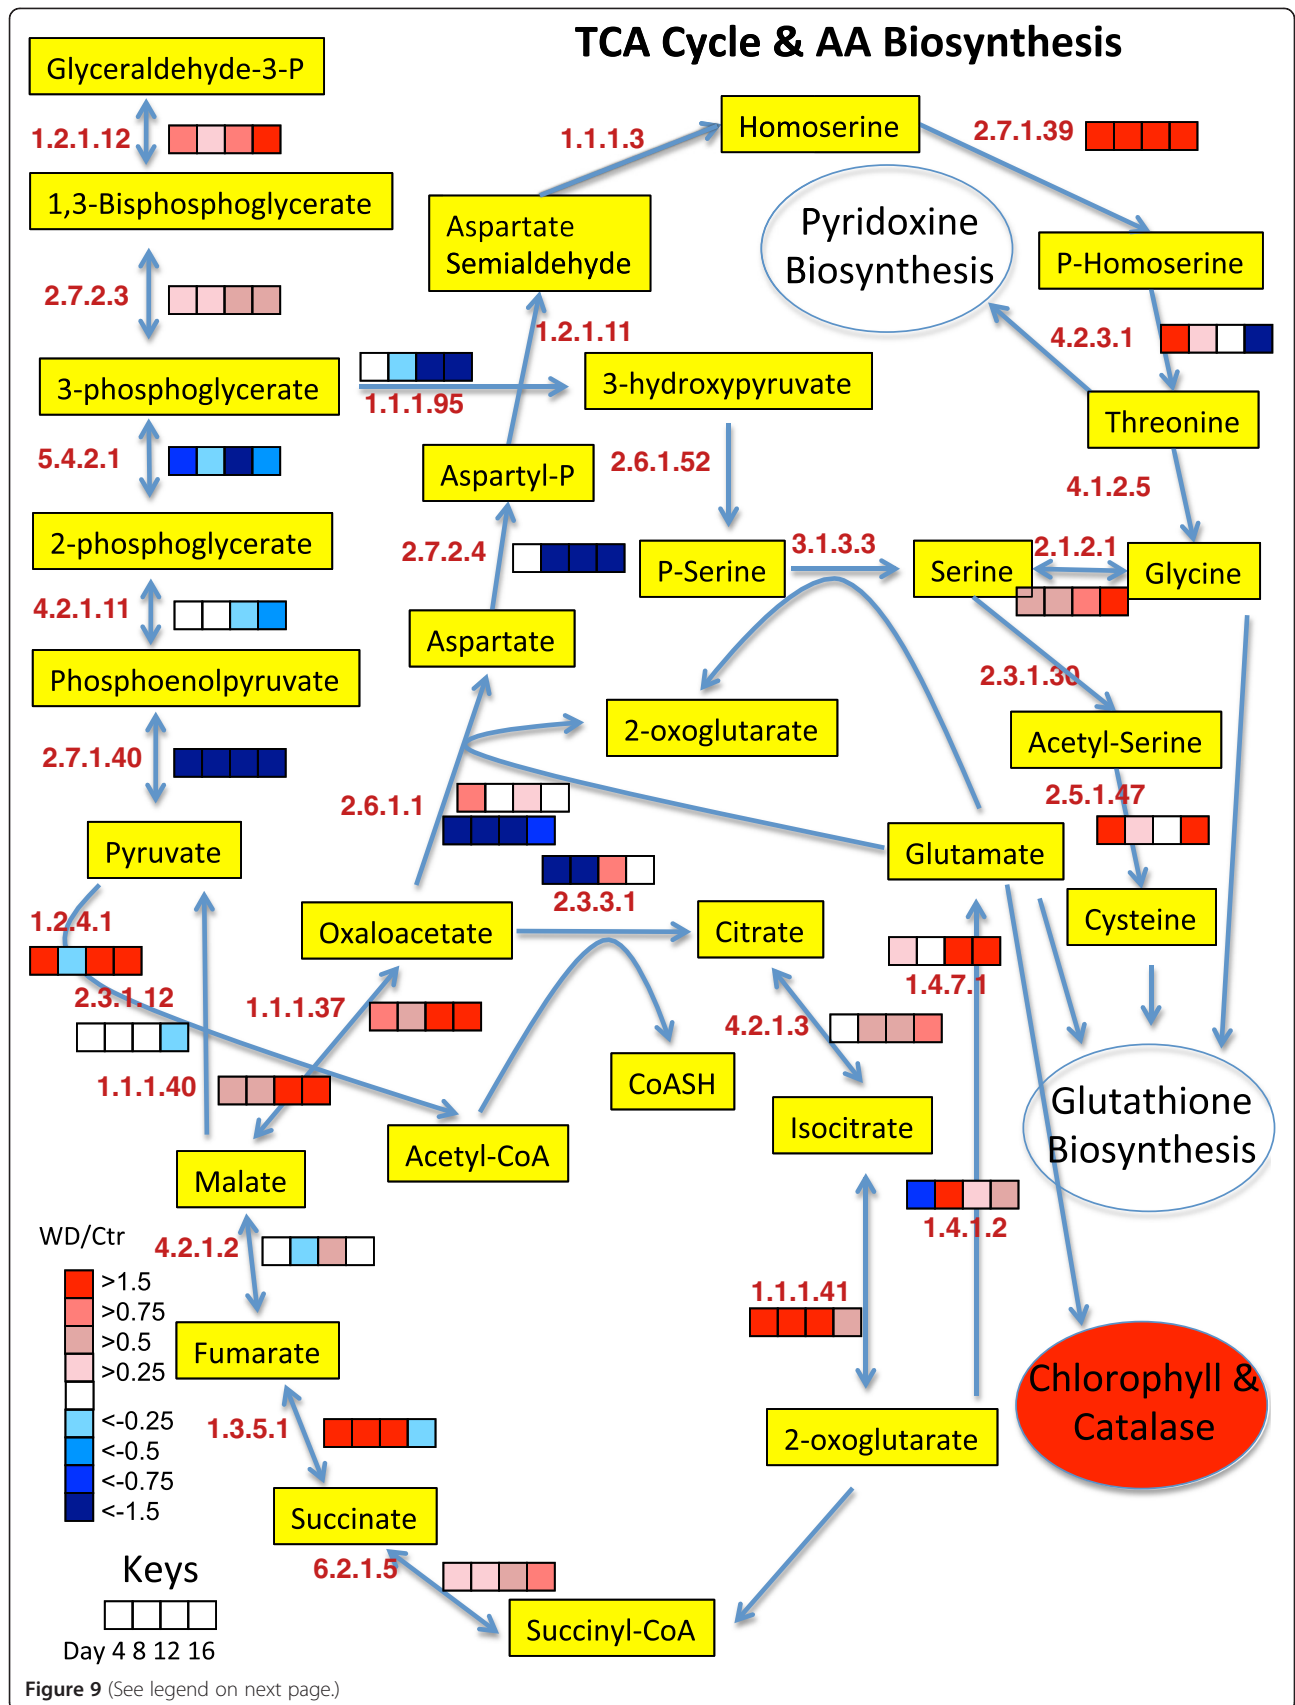 TCA Cycle & AA Biosynthesis
Glyceraldehyde-3-P
1.2.1.12
1,3-Bisphosphoglycerate
2.7.2.3
3-phosphoglycerate
1.1.1.95
5.4.2.1
2-phosphoglycerate
4.2.1.11
Phosphoenolpyruvate
2.7.1.40
Pyruvate
1.2.4.1
2.3.1.12
1.1.1.40
1.1.1.3
Homoserine
2.7.1.39
Aspartate
Semialdehyde
Pyridoxine
Biosynthesis
P-Homoserine
1.2.1.11
4.2.3.1
3-hydroxypyruvate
Threonine
Aspartyl-P
2.6.1.52
4.1.2.5
2.7.2.4
P-Serine
3.1.3.3
Serine
2.1.2.1
Glycine
Aspartate
2.3.1.30
2-oxoglutarate
Acetyl-Serine
2.6.1.1
2.5.1.47
Glutamate
2.3.3.1
Cysteine
Oxaloacetate
Citrate
1.4.7.1
1.1.1.37
4.2.1.3
CoASH
Glutathione
Biosynthesis
Isocitrate
Acetyl-CoA
Malate
1.4.1.2
4.2.1.2
1.1.1.41
Fumarate
Chlorophyll &
Catalase
1.3.5.1
2-oxoglutarate
Succinate
6.2.1.5
Succinyl-CoA
WD/Ctr
>1.5
>0.75
>0.5
>0.25
<-0.25
<-0.5
<-0.75
<-1.5
Keys
Day 4 8 12 16
Figure 9 (See legend on next page.)